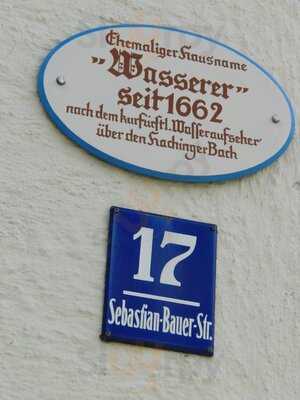 Ehemaliger Hausname
"Wasserer"
seit 1662
nach dem kurfürstl. Wasseraufseher
über den Hachinger Bach
17
Sebastian-Bauer-Str.